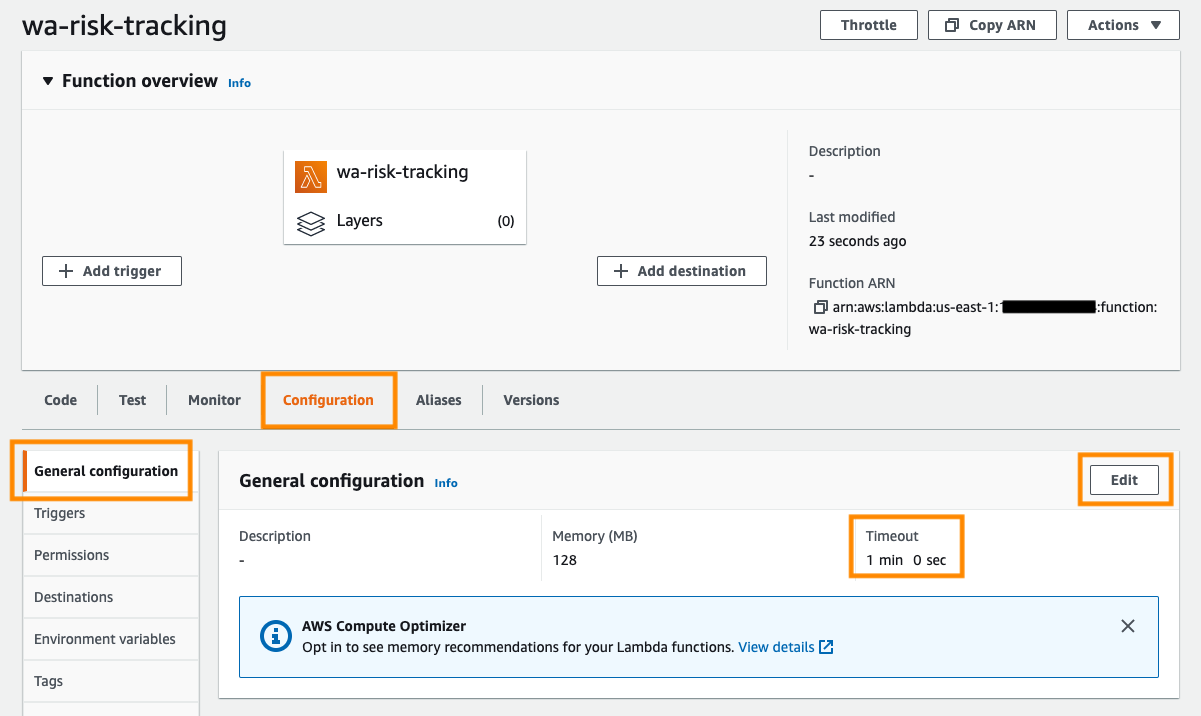 wa-risk-tracking
Throttle
Copy ARN
Actions
Function overview Info
wa-risk-tracking
Layers (0)
Add trigger
Add destination
Description
-
Last modified
23 seconds ago
Function ARN
arn:aws:lambda:us-east-1: :function:
wa-risk-tracking
Code
Test
Monitor
Configuration
Aliases
Versions
General configuration
Triggers
Permissions
Destinations
Environment variables
Tags
General configuration Info
Edit
Description
-
Memory (MB)
128
Timeout
1 min 0 sec
AWS Compute Optimizer
Opt in to see memory recommendations for your Lambda functions. View details